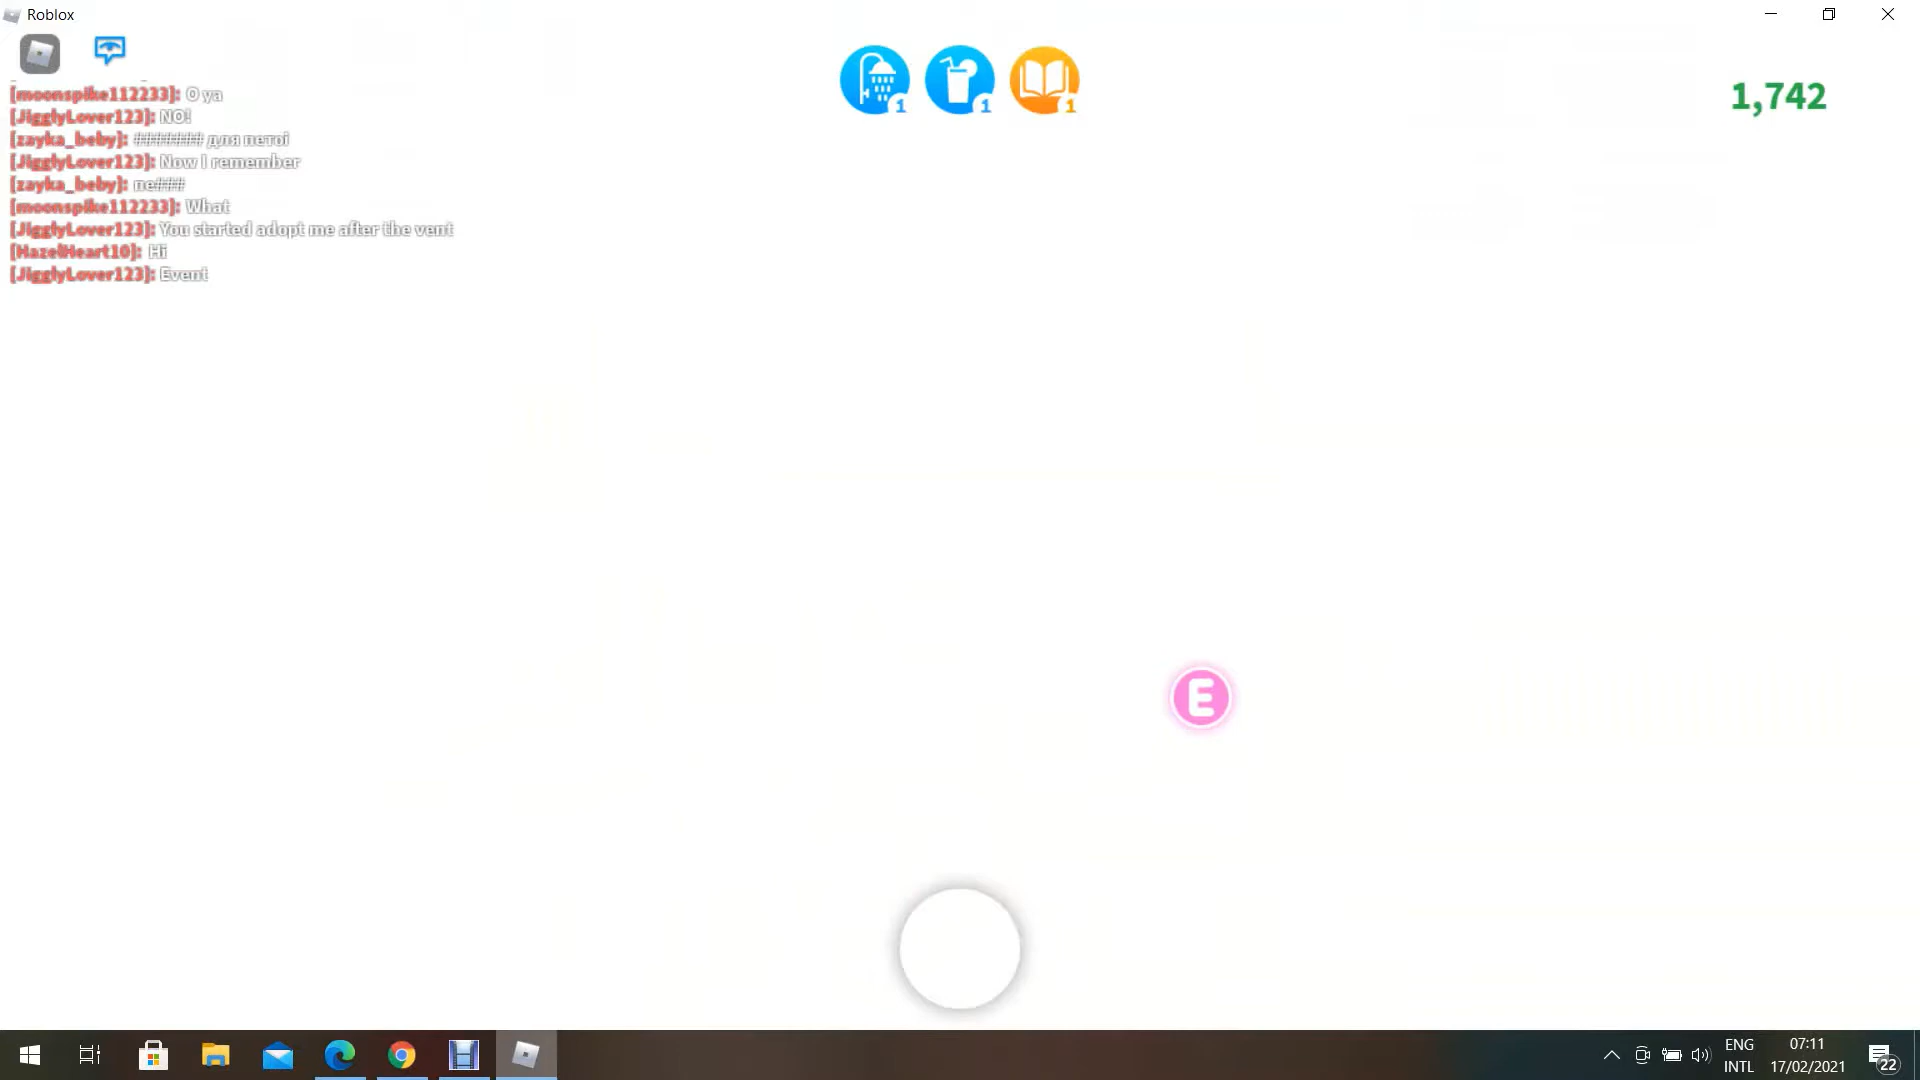 Roblox
[moonspike112233]: O ya
[JigglyLover123]: NO!
[zayka_beby]: ####### для петоі
[JigglyLover123]: Now I remember
[zayka_beby]: пе###
[moonspike112233]: What
[JigglyLover123]: You started adopt me after the vent
[HazelHeart10]: Hi
[JigglyLover123]: Event
1
1
1
1,742
E
ENG
INTL
07:11
17/02/2021
22